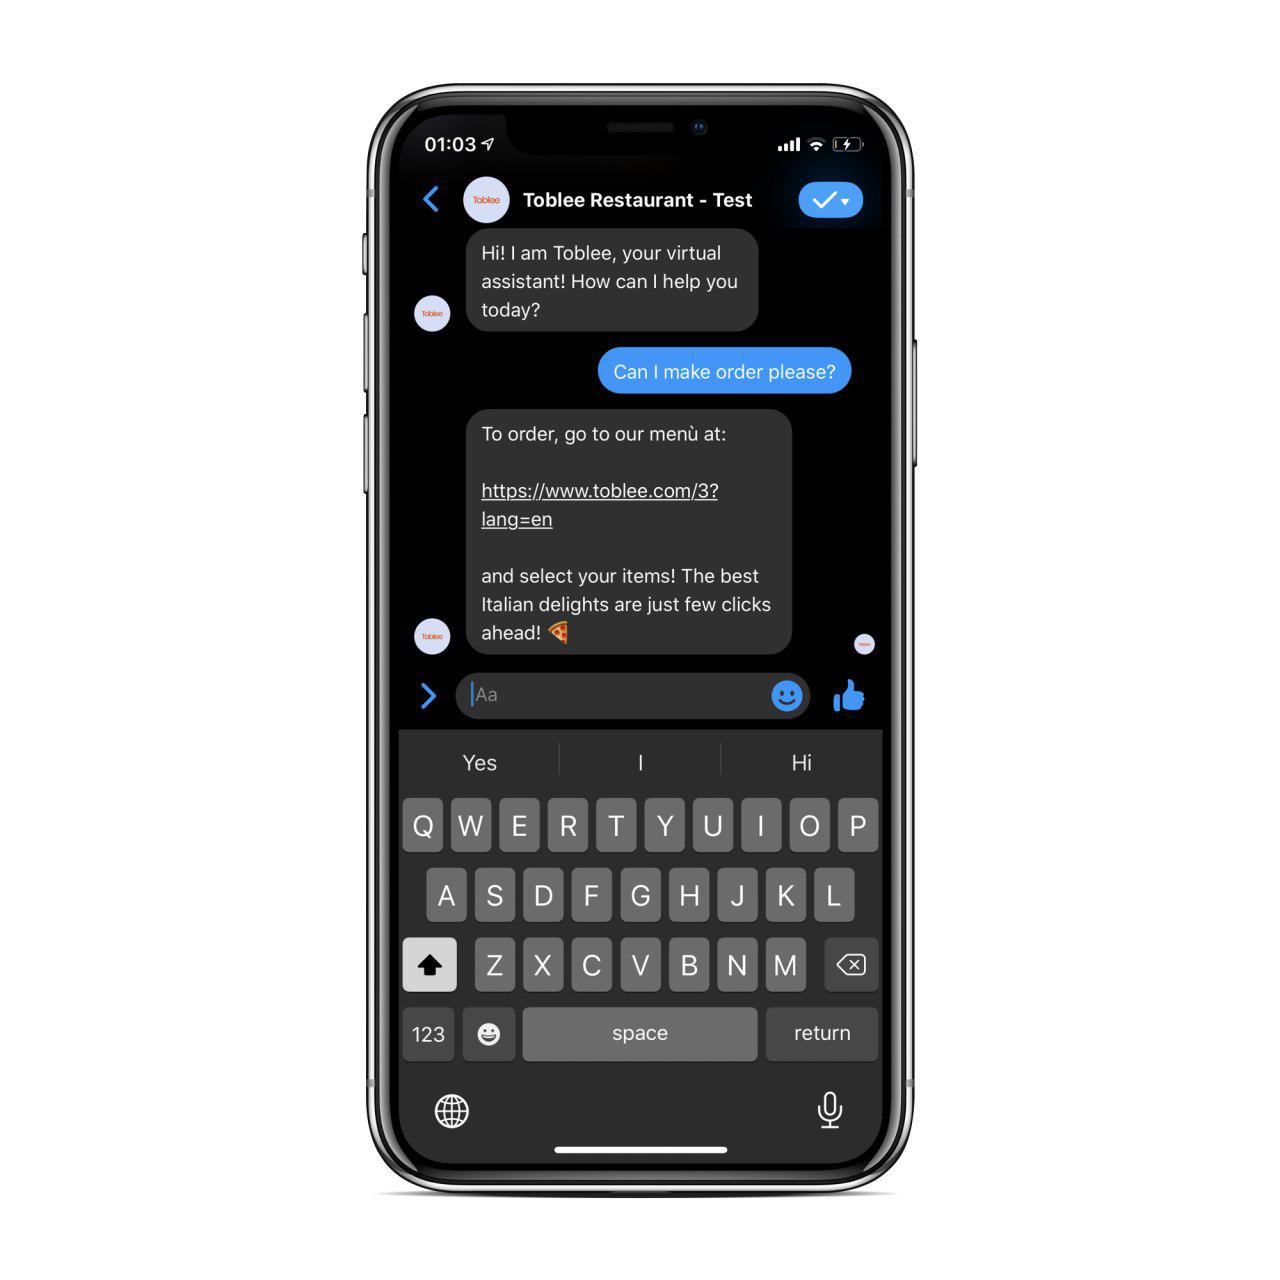 01:03
Toblee
Toblee Restaurant - Test
Hi! I am Toblee, your virtual
assistant! How can I help you
today?
Toblee
Can I make order please?
To order, go to our menù at:
https://www.toblee.com/3?
lang=en
and select your items! The best
Italian delights are just few clicks
ahead! 🍕
Toblee
Toblee
Aa
Yes
I
Hi
Q W E R T Y U I O P
A S D F G H J K L
Z X C V B N M
123
space
return